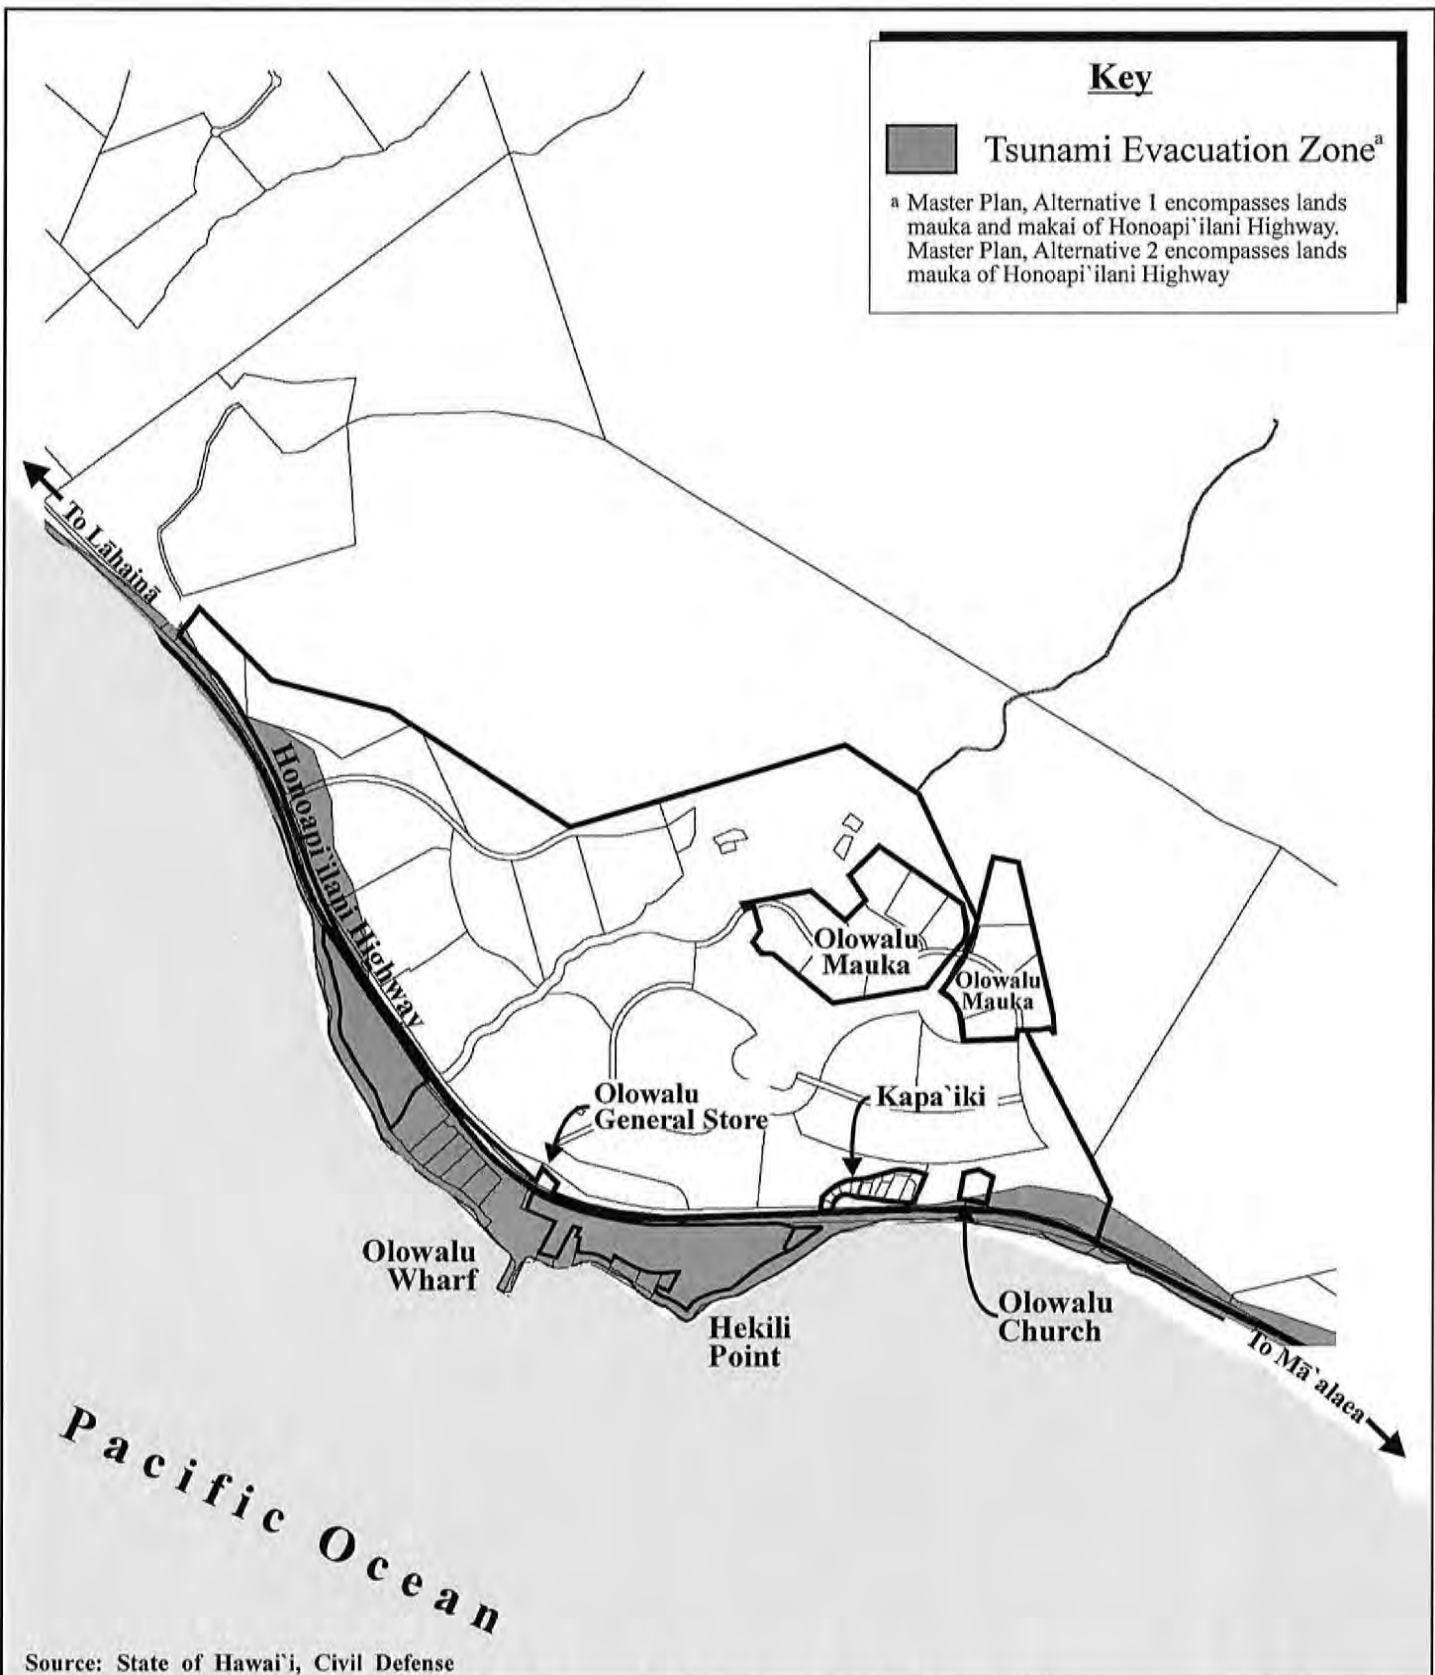 Key
Tsunami Evacuation Zoneª
a Master Plan, Alternative 1 encompasses lands
mauka and makai of Honoapi`ilani Highway.
Master Plan, Alternative 2 encompasses lands
mauka of Honoapi`ilani Highway
To Lāhainā
Honoapi`ilani Highway
Olowalu
Mauka
Olowalu
Mauka
Olowalu
General Store
Kapa`iki
Olowalu
Wharf
Hekili
Point
Olowalu
Church
To Mā`alaea
Pacific Ocean
Source: State of Hawai`i, Civil Defense